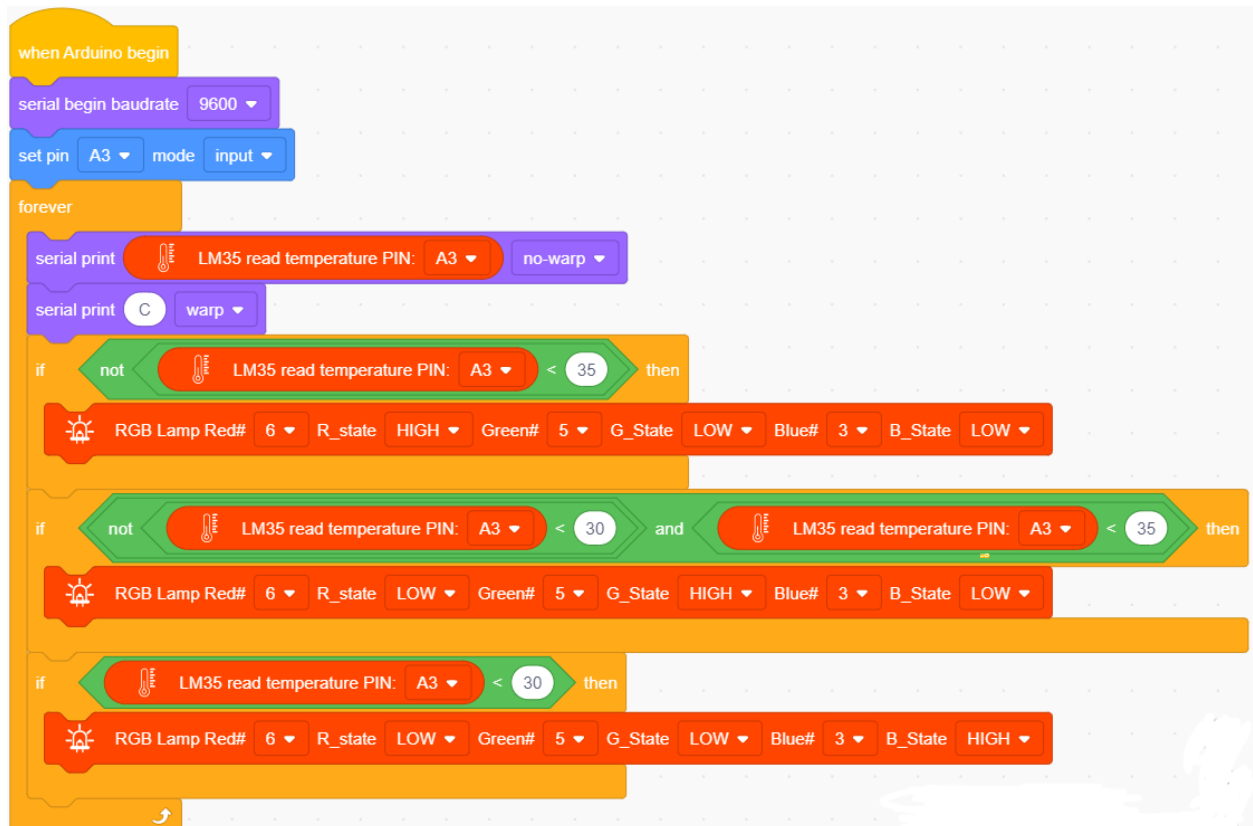 when Arduino begin
serial begin baudrate 9600
set pin A3 mode input
forever
serial print LM35 read temperature PIN: A3 no-warp
serial print C warp
if not LM35 read temperature PIN: A3 < 35 then
RGB Lamp Red# 6 R_state HIGH Green# 5 G_State LOW Blue# 3 B_State LOW
if not LM35 read temperature PIN: A3 < 30 and LM35 read temperature PIN: A3 < 35 then
RGB Lamp Red# 6 R_state LOW Green# 5 G_State HIGH Blue# 3 B_State LOW
if LM35 read temperature PIN: A3 < 30 then
RGB Lamp Red# 6 R_state LOW Green# 5 G_State LOW Blue# 3 B_State HIGH